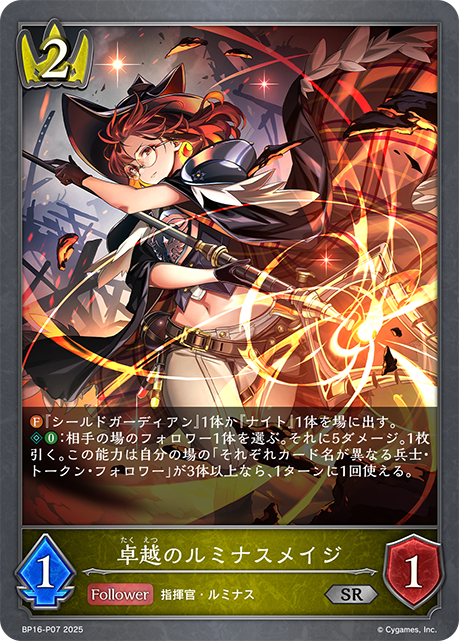 2
Ⓕ『シールドガーディアン』1体か『ナイト』1体を場に出す。
◈⓪：相手の場のフォロワー1体を選ぶ。それに5ダメージ。1枚
引く。この能力は自分の場の「それぞれカード名が異なる兵士・
トークン・フォロワー」が3体以上なら、1ターンに1回使える。
たく えつ
卓越のルミナスメイジ
1
Follower 指揮官・ルミナス SR
1
BP16-P07 2025 © Cygames, Inc.